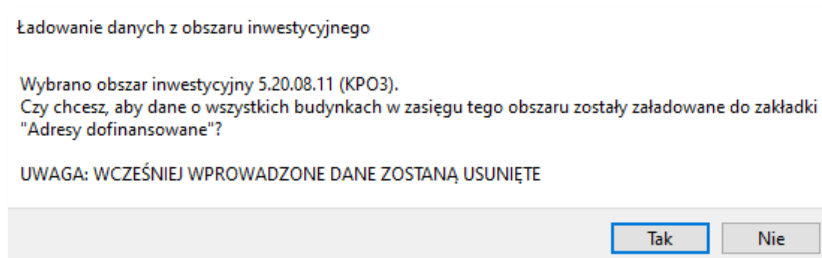 Ładowanie danych z obszaru inwestycyjnego
Wybrano obszar inwestycyjny 5.20.08.11 (KPO3).
Czy chcesz, aby dane o wszystkich budynkach w zasięgu tego obszaru zostały załadowane do zakładki
"Adresy dofinansowane"?
UWAGA: WCZEŚNIEJ WPROWADZONE DANE ZOSTANĄ USUNIĘTE
Tak
Nie